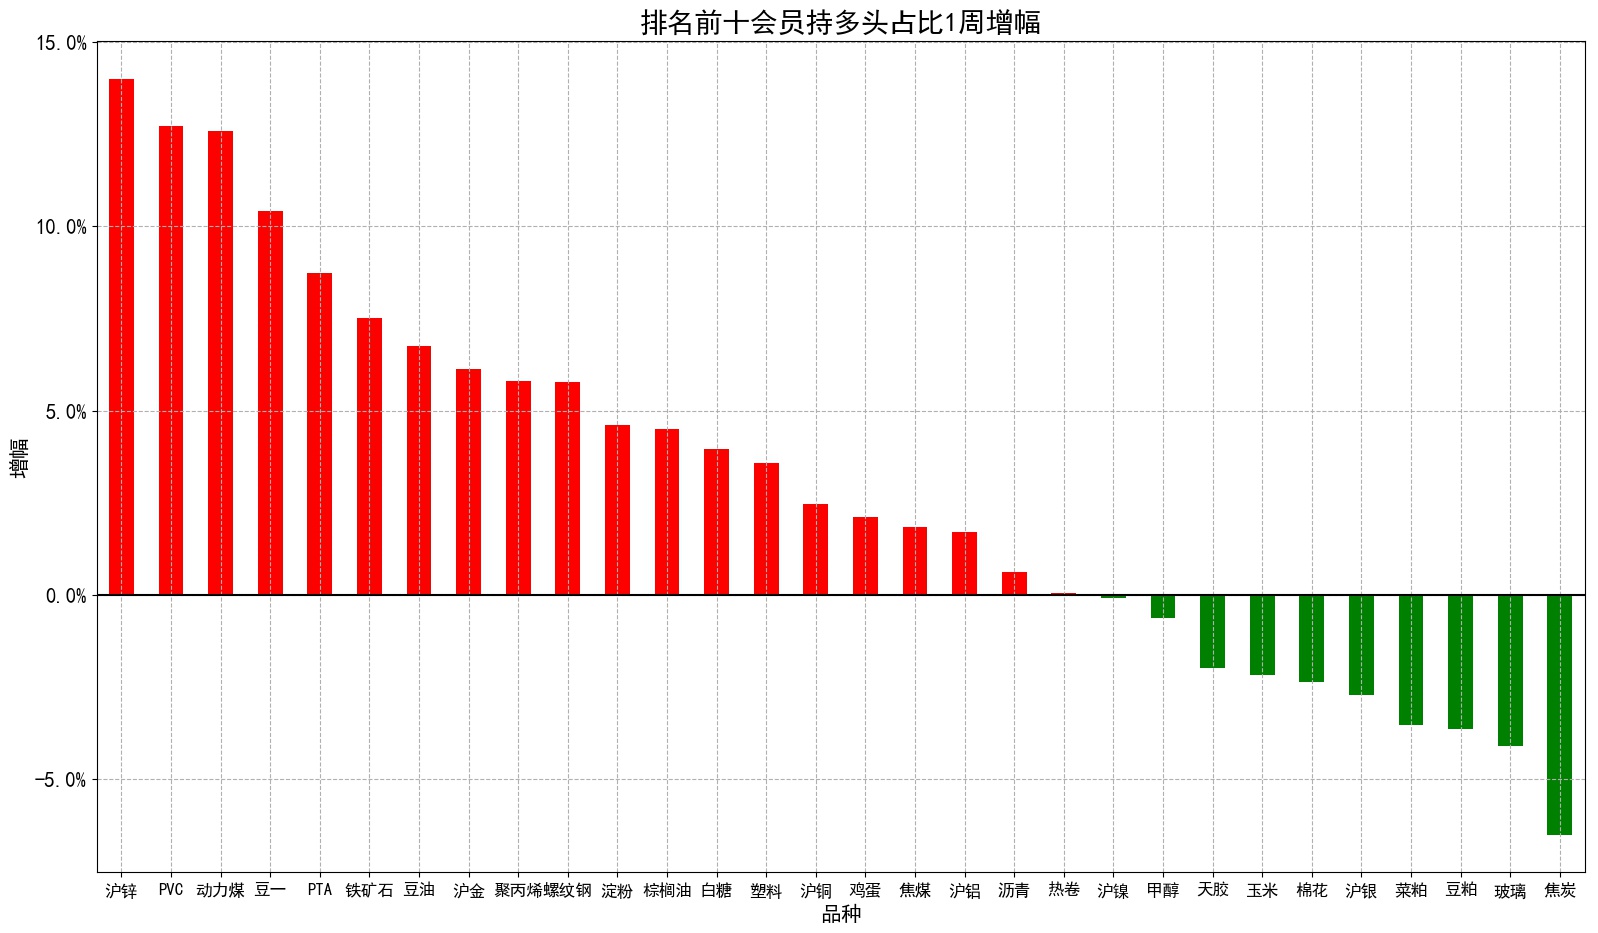 排名前十会员持多头占比1周增幅
15.0%
10.0%
5.0%
0.0%
−5.0%
增幅
沪锌 PVC 动力煤 豆一 PTA 铁矿石 豆油 沪金 聚丙烯 螺纹钢 淀粉 棕榈油 白糖 塑料 沪铜 鸡蛋 焦煤 沪铝 沥青 热卷 沪镍 甲醇 天胶 玉米 棉花 沪银 菜粕 豆粕 玻璃 焦炭
品种